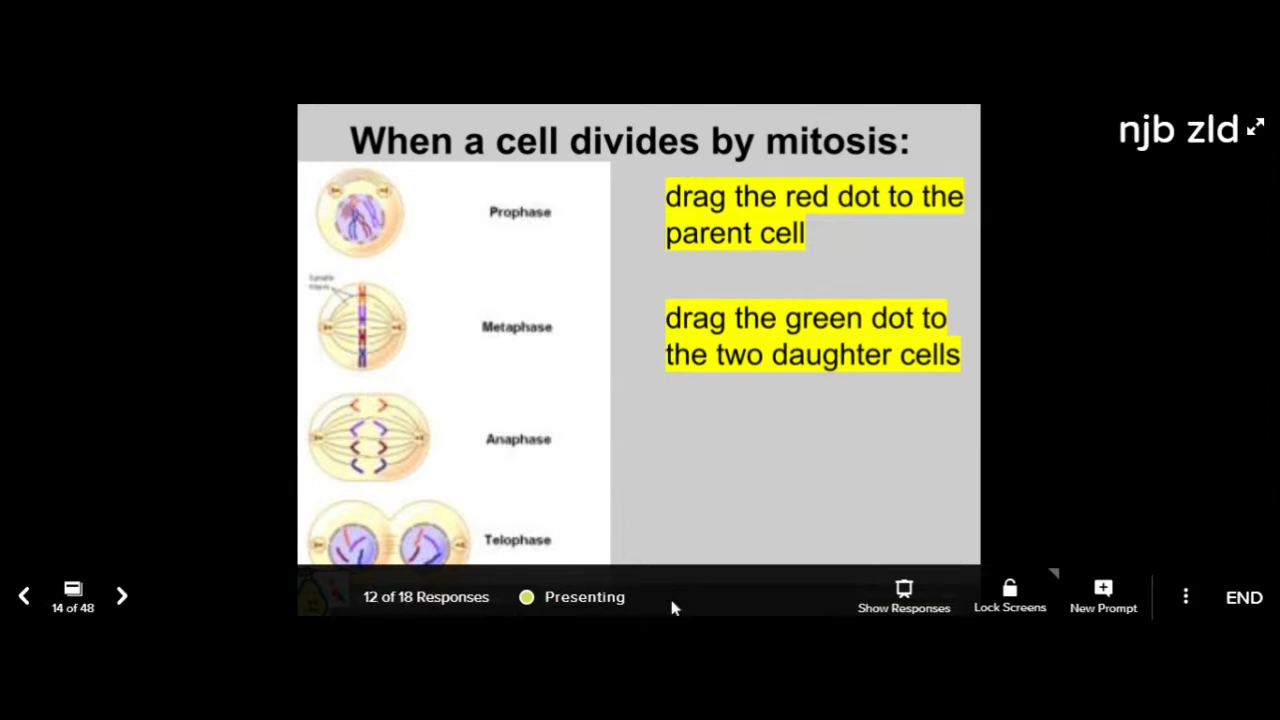 njb zld
When a cell divides by mitosis:
drag the red dot to the
parent cell
drag the green dot to
the two daughter cells
Prophase
Metaphase
Anaphase
Telophase
12 of 18 Responses
Presenting
14 of 48
Show Responses
Lock Screens
New Prompt
END